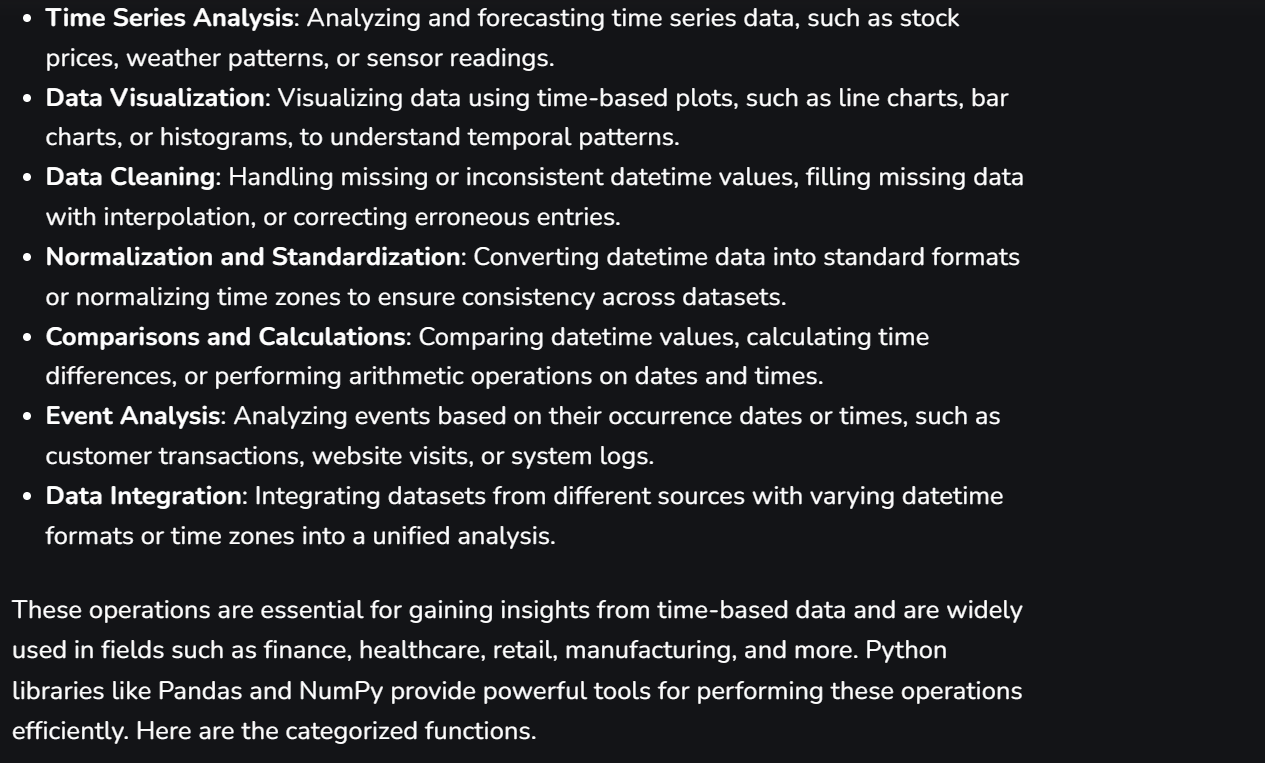 • Time Series Analysis: Analyzing and forecasting time series data, such as stock
prices, weather patterns, or sensor readings.
• Data Visualization: Visualizing data using time-based plots, such as line charts, bar
charts, or histograms, to understand temporal patterns.
• Data Cleaning: Handling missing or inconsistent datetime values, filling missing data
with interpolation, or correcting erroneous entries.
• Normalization and Standardization: Converting datetime data into standard formats
or normalizing time zones to ensure consistency across datasets.
• Comparisons and Calculations: Comparing datetime values, calculating time
differences, or performing arithmetic operations on dates and times.
• Event Analysis: Analyzing events based on their occurrence dates or times, such as
customer transactions, website visits, or system logs.
• Data Integration: Integrating datasets from different sources with varying datetime
formats or time zones into a unified analysis.
These operations are essential for gaining insights from time-based data and are widely
used in fields such as finance, healthcare, retail, manufacturing, and more. Python
libraries like Pandas and NumPy provide powerful tools for performing these operations
efficiently. Here are the categorized functions.